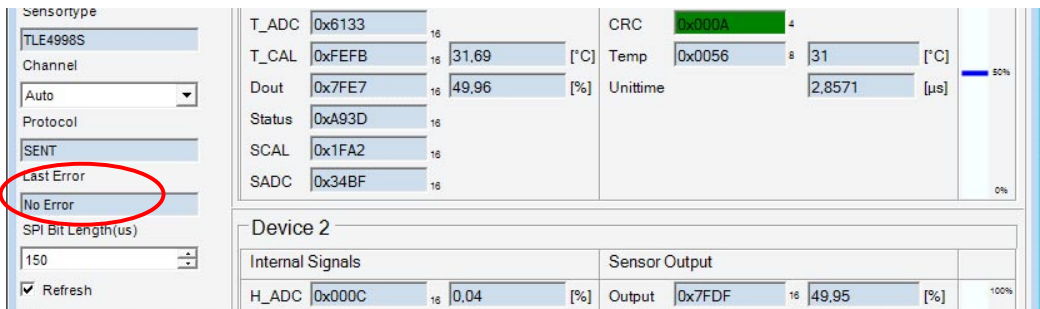 Sensortype
TLE4998S
Channel
Auto
Protocol
SENT
Last Error
No Error
SPI Bit Length(us)
150
Refresh
T_ADC 0x6133 16
T_CAL 0xFEFB 16 31,69 [°C]
Dout 0x7FE7 16 49,96 [%]
Status 0xA93D 16
SCAL 0x1FA2 16
SADC 0x34BF 16
CRC 0x000A 4
Temp 0x0056 8 31 [°C]
Unittime 2,8571 [µs]
50%
0%
Device 2
Internal Signals
H_ADC 0x000C 16 0,04 [%]
Sensor Output
Output 0x7FDF 16 49,95 [%]
100%